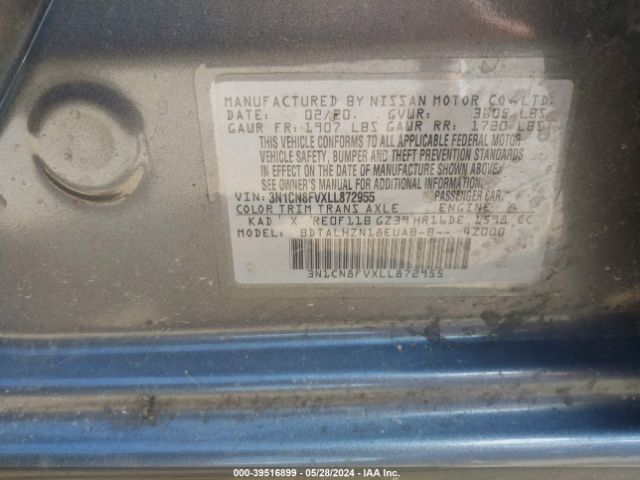 MANUFACTURED BY NISSAN MOTOR CO., LTD.
DATE: 02/20. GVWR: 3605 LBS
GAWR FR: 1907 LBS GAWR RR: 1730 LBS
THIS VEHICLE CONFORMS TO ALL APPLICABLE FEDERAL MOTOR
VEHICLE SAFETY, BUMPER AND THEFT PREVENTION STANDARDS
IN EFFECT ON THE DATE OF MANUFACTURE SHOWN ABOVE.
SEE OWNER'S MANUAL FOR ADDITIONAL INFORMATION.
VIN: 3N1CN8FVXLL872955 PASSENGER CAR.
COLOR TRIM TRANS AXLE ENGINE
KAD X RE0F11B GZ39 HR16DE 1598 CC
MODEL: BDTALHZN18EUAB-B-- 4Z000
3N1CN8FVXLL872955
000-39516899 - 05/28/2024 - IAA Inc.